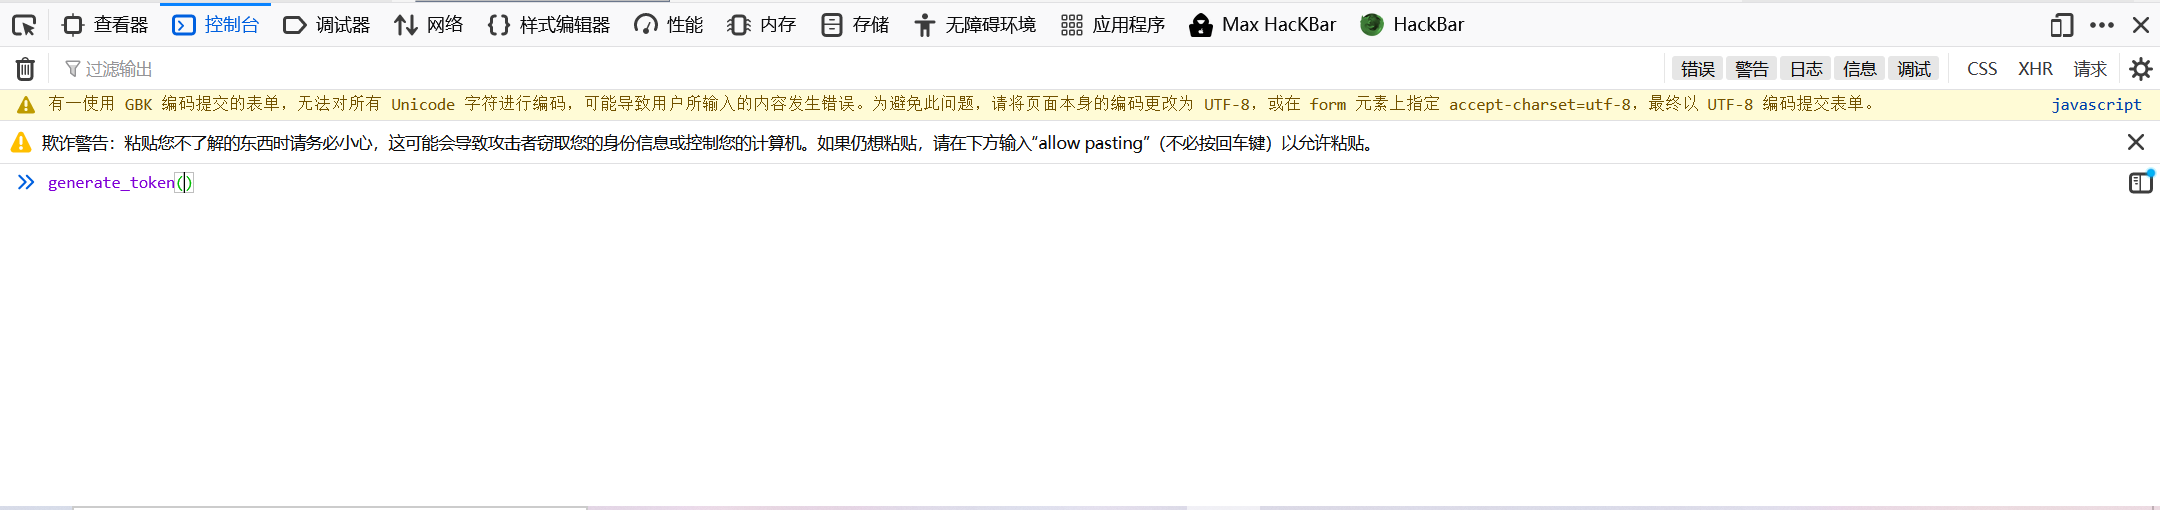 查看器 控制台 调试器 网络 样式编辑器 性能 内存 存储 无障碍环境 应用程序 Max HacKBar HackBar
过滤输出 错误 警告 日志 信息 调试 CSS XHR 请求
有一使用 GBK 编码提交的表单，无法对所有 Unicode 字符进行编码，可能导致用户所输入的内容发生错误。为避免此问题，请将页面本身的编码更改为 UTF-8，或在 form 元素上指定 accept-charset=utf-8，最终以 UTF-8 编码提交表单。 javascript
欺诈警告：粘贴您不了解的东西时请务必小心，这可能会导致攻击者窃取您的身份信息或控制您的计算机。如果仍想粘贴，请在下方输入“allow pasting”（不必按回车键）以允许粘贴。
generate_token()